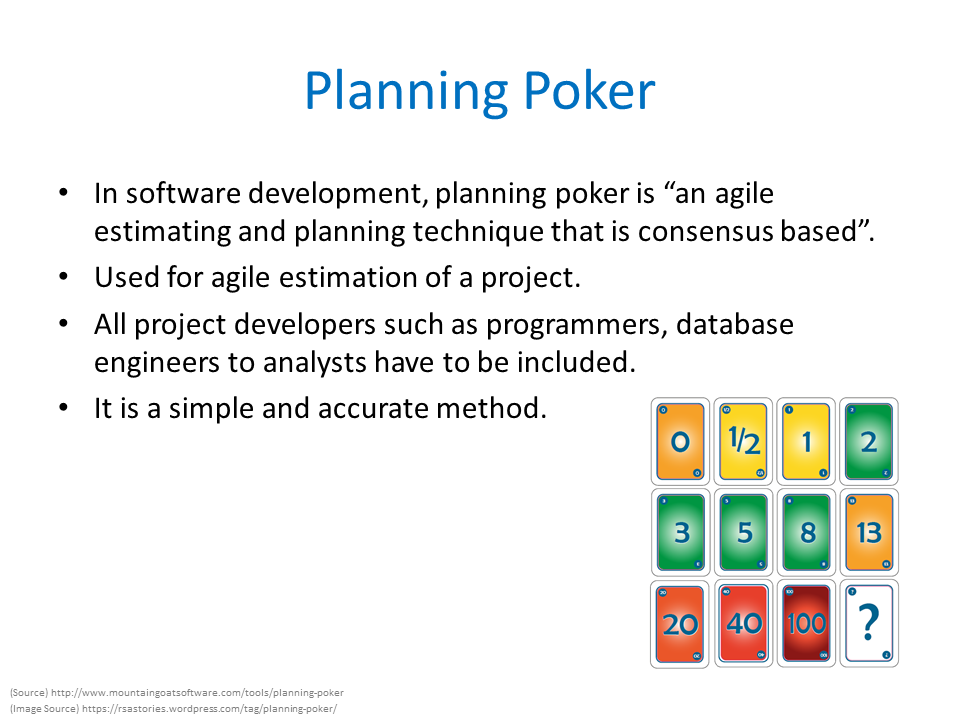 Planning Poker
• In software development, planning poker is “an agile
estimating and planning technique that is consensus based”.
• Used for agile estimation of a project.
• All project developers such as programmers, database
engineers to analysts have to be included.
• It is a simple and accurate method.
0 1/2 1 2
3 5 8 13
20 40 100 ?
(Source) http://www.mountaingoatsoftware.com/tools/planning-poker
(Image Source) https://rsastories.wordpress.com/tag/planning-poker/